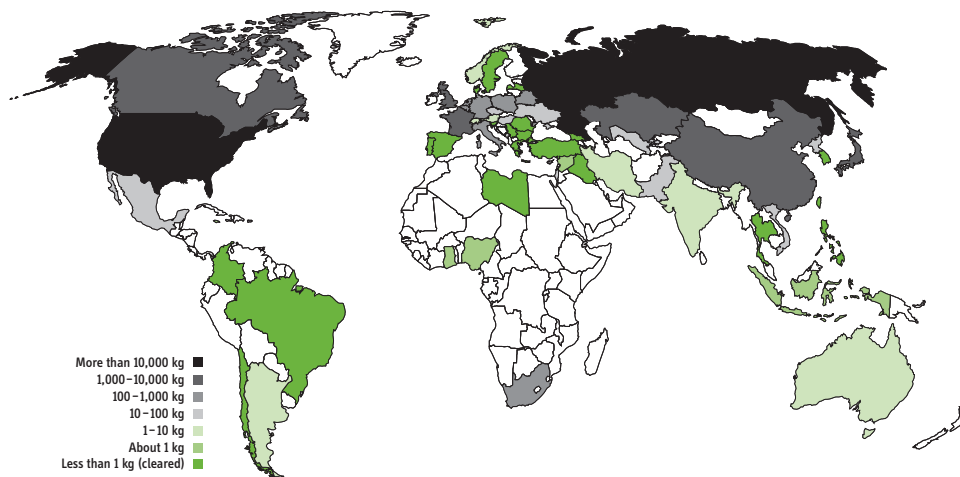 More than 10,000 kg
1,000–10,000 kg
100–1,000 kg
10–100 kg
1–10 kg
About 1 kg
Less than 1 kg (cleared)